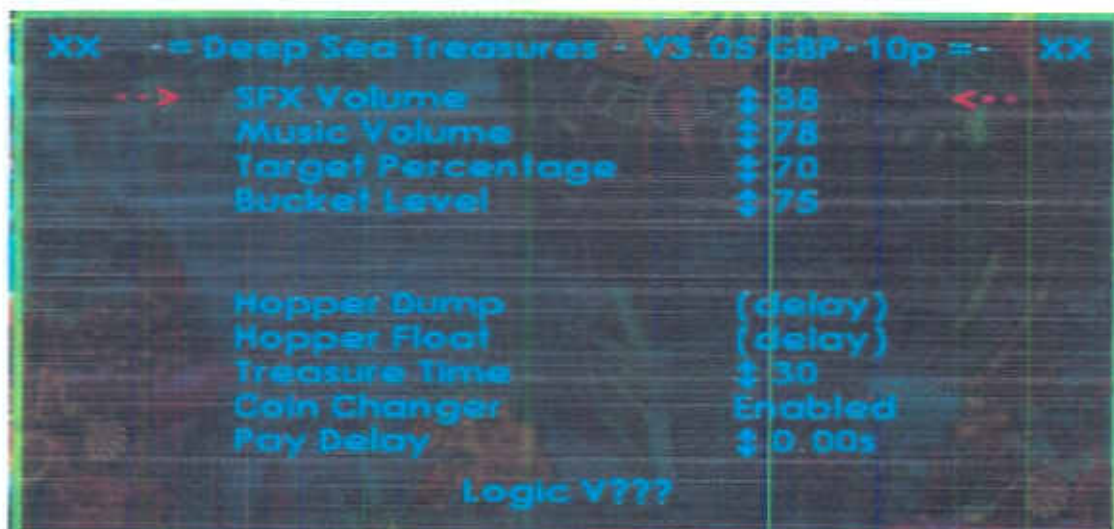 XX -= Deep Sea Treasures - V3.05 GBP-10p =- XX
--> SFX Volume ↕ 38 <--
Music Volume ↕ 78
Target Percentage ↕ 70
Bucket Level ↕ 75
Hopper Dump (delay)
Hopper Float (delay)
Treasure Time ↕ 30
Coin Changer Enabled
Pay Delay ↕ 0.00s
Logic V???